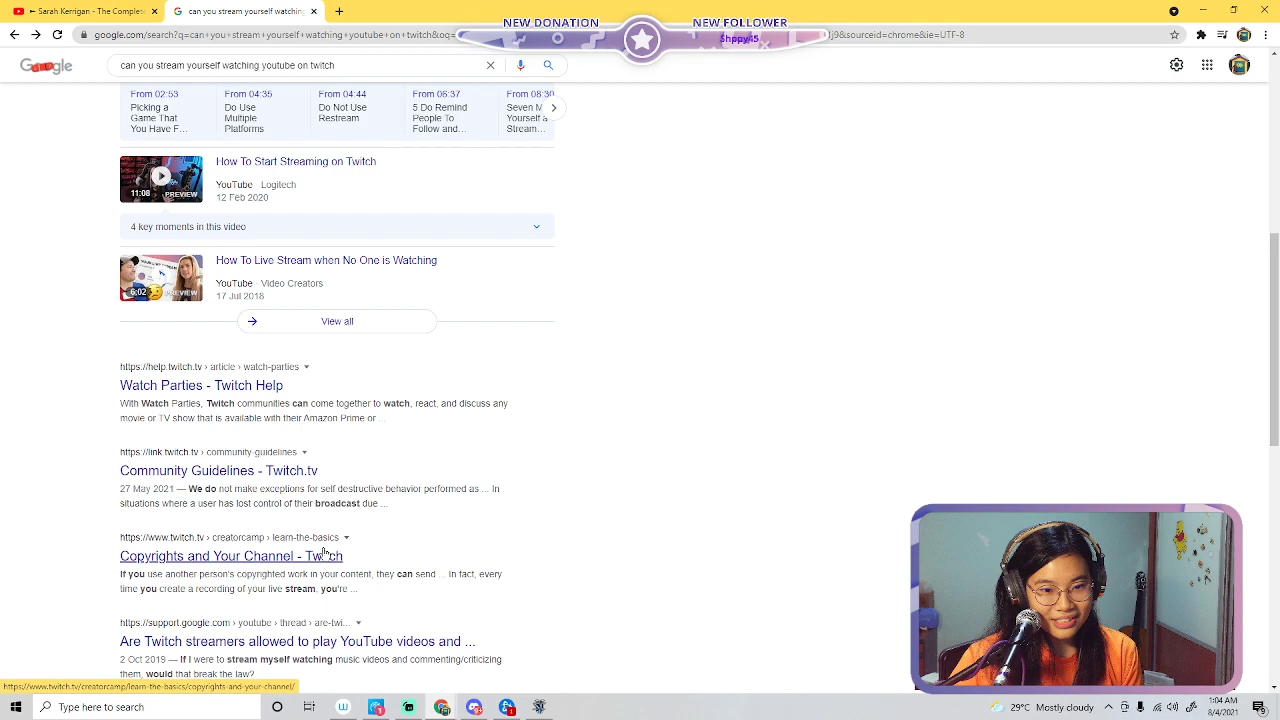 Sarah Kenzie - The Correct
can you stream yourself watching
NEW DONATION
NEW FOLLOWER
Shppy45
google.com/search?q=can+you+stream+yourself+watching+youtube+on+twitch&oq=
j9&sourceid=chrome&ie=UTF-8
Google
can you stream yourself watching youtube on twitch
From 02:53
From 04:35
From 04:44
From 06:37
From 08:30
Picking a
Game That
You Have F...
Do Use
Multiple
Platforms
Do Not Use
Restream
5 Do Remind
People To
Follow and...
Seven M
Yourself a
Stream...
How To Start Streaming on Twitch
YouTube · Logitech
12 Feb 2020
11:08
PREVIEW
4 key moments in this video
How To Live Stream when No One is Watching
YouTube · Video Creators
17 Jul 2018
6:02
PREVIEW
View all
https://help.twitch.tv › article › watch-parties
Watch Parties - Twitch Help
With Watch Parties, Twitch communities can come together to watch, react, and discuss any
movie or TV show that is available with their Amazon Prime or ...
https://link.twitch.tv › community-guidelines
Community Guidelines - Twitch.tv
27 May 2021 — We do not make exceptions for self destructive behavior performed as ... In
situations where a user has lost control of their broadcast due ...
https://www.twitch.tv › creatorcamp › learn-the-basics
Copyrights and Your Channel - Twitch
If you use another person's copyrighted work in your content, they can send ... In fact, every
time you create a recording of your live stream, you're ...
https://support.google.com › youtube › thread › are-twi...
Are Twitch streamers allowed to play YouTube videos and ...
2 Oct 2019 — If I were to stream myself watching music videos and commenting/criticizing
them, would that break the law?
https://www.twitch.tv/creatorcamp/learn-the-basics/copyrights-and-your-channel/
Type here to search
29°C Mostly cloudy
1:04 AM
8/4/2021